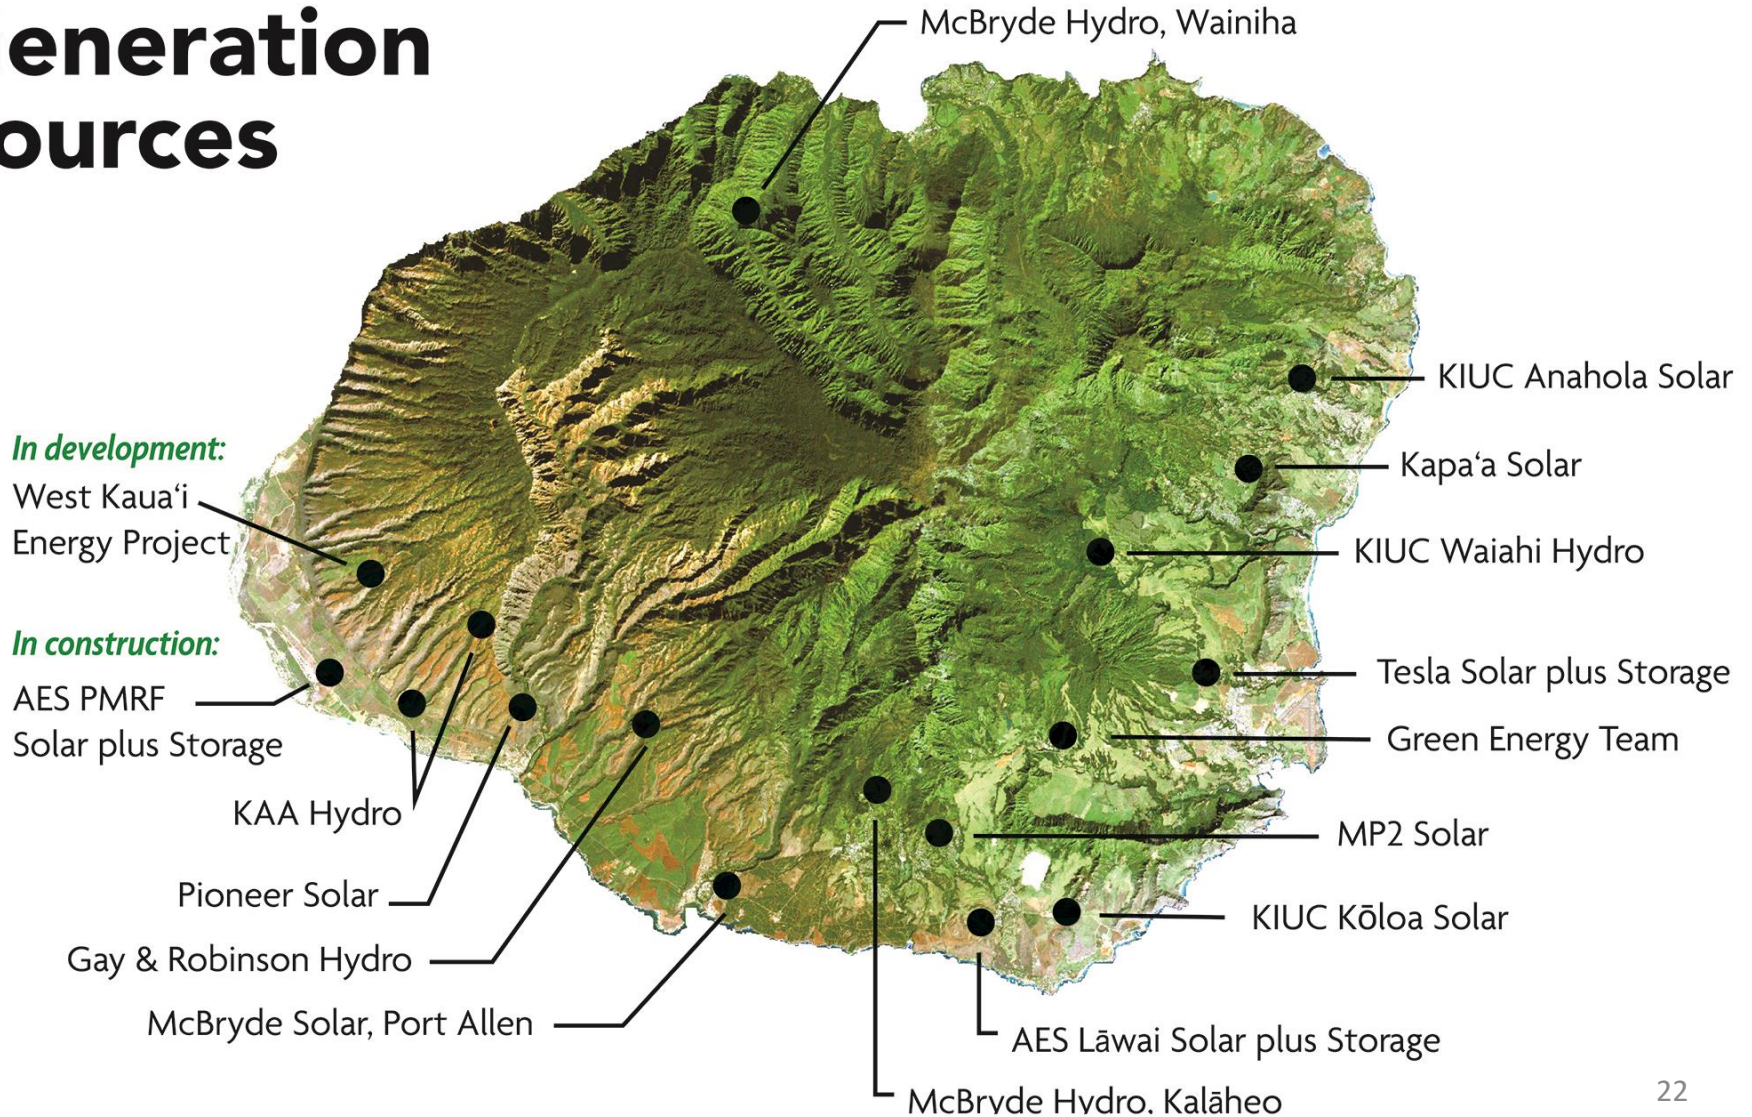 eneration
ources
McBryde Hydro, Wainiha
KIUC Anahola Solar
Kapaʻa Solar
KIUC Waiahi Hydro
Tesla Solar plus Storage
Green Energy Team
MP2 Solar
KIUC Kōloa Solar
AES Lāwai Solar plus Storage
McBryde Hydro, Kalāheo
In development:
West Kauaʻi
Energy Project
In construction:
AES PMRF
Solar plus Storage
KAA Hydro
Pioneer Solar
Gay & Robinson Hydro
McBryde Solar, Port Allen
22